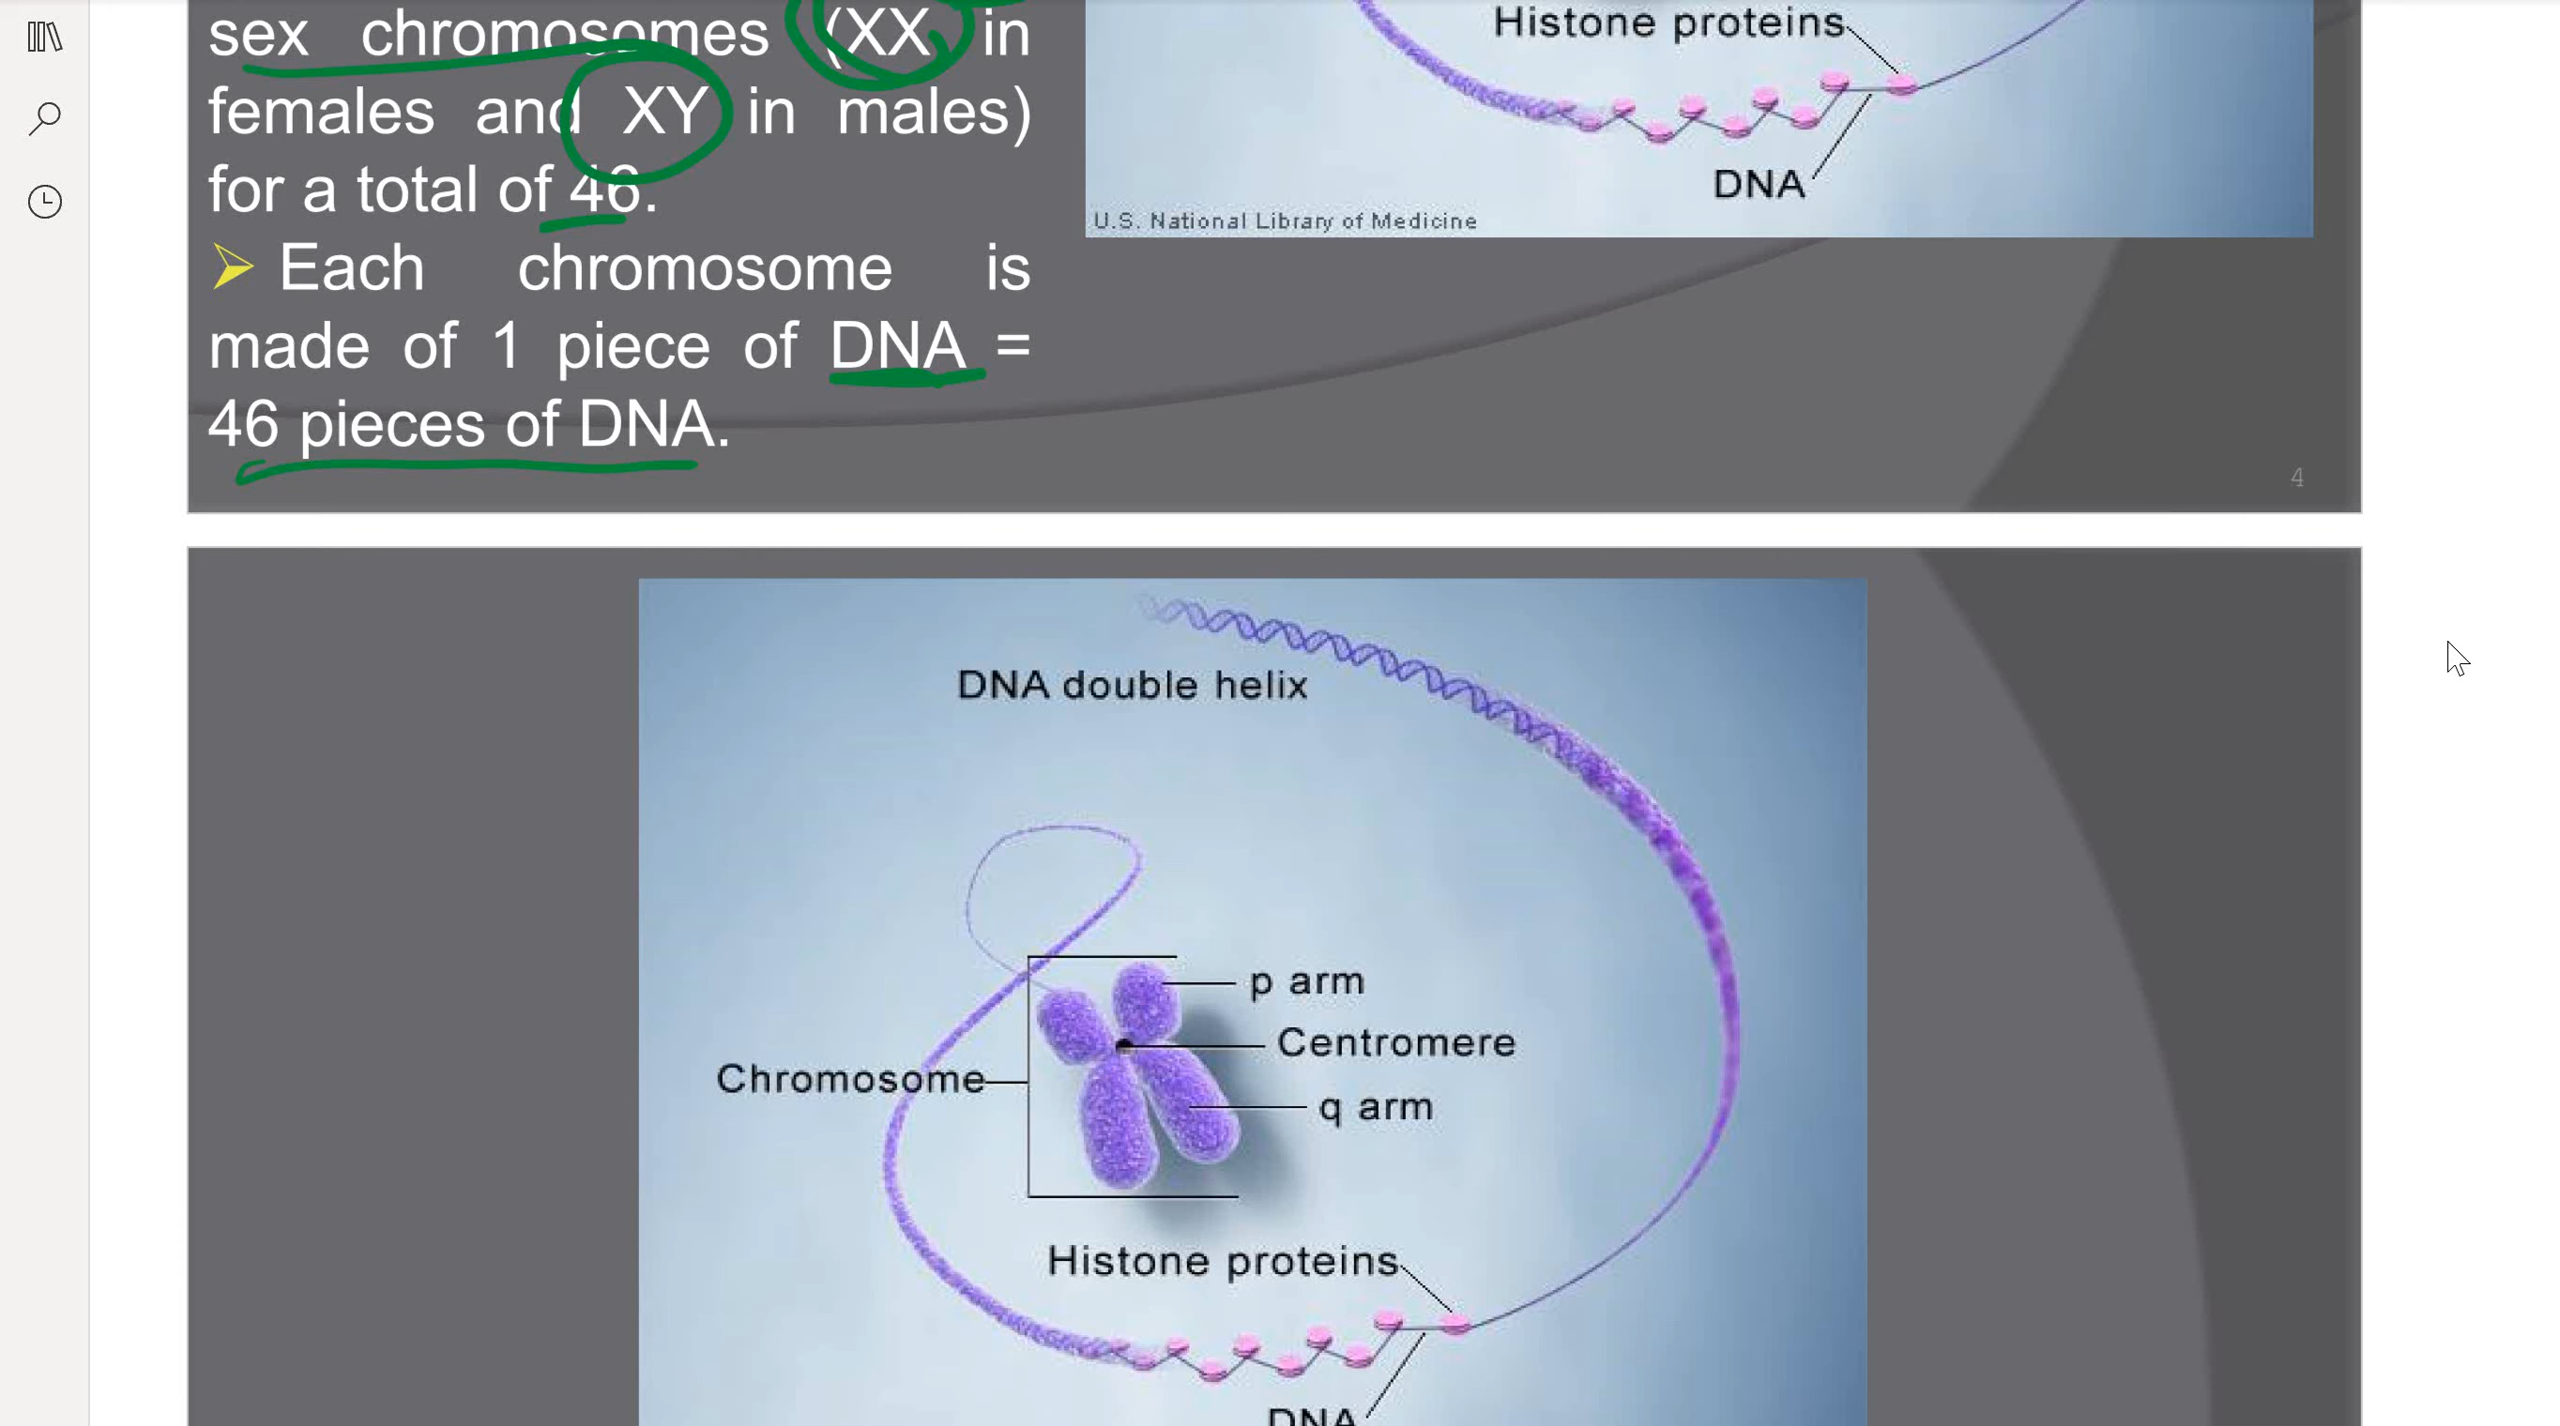 sex chromosomes (XX in
females and XY in males)
for a total of 46.
Each chromosome is
made of 1 piece of DNA =
46 pieces of DNA.
Histone proteins
DNA
U.S. National Library of Medicine
4
DNA double helix
p arm
Centromere
Chromosome
q arm
Histone proteins
DNA